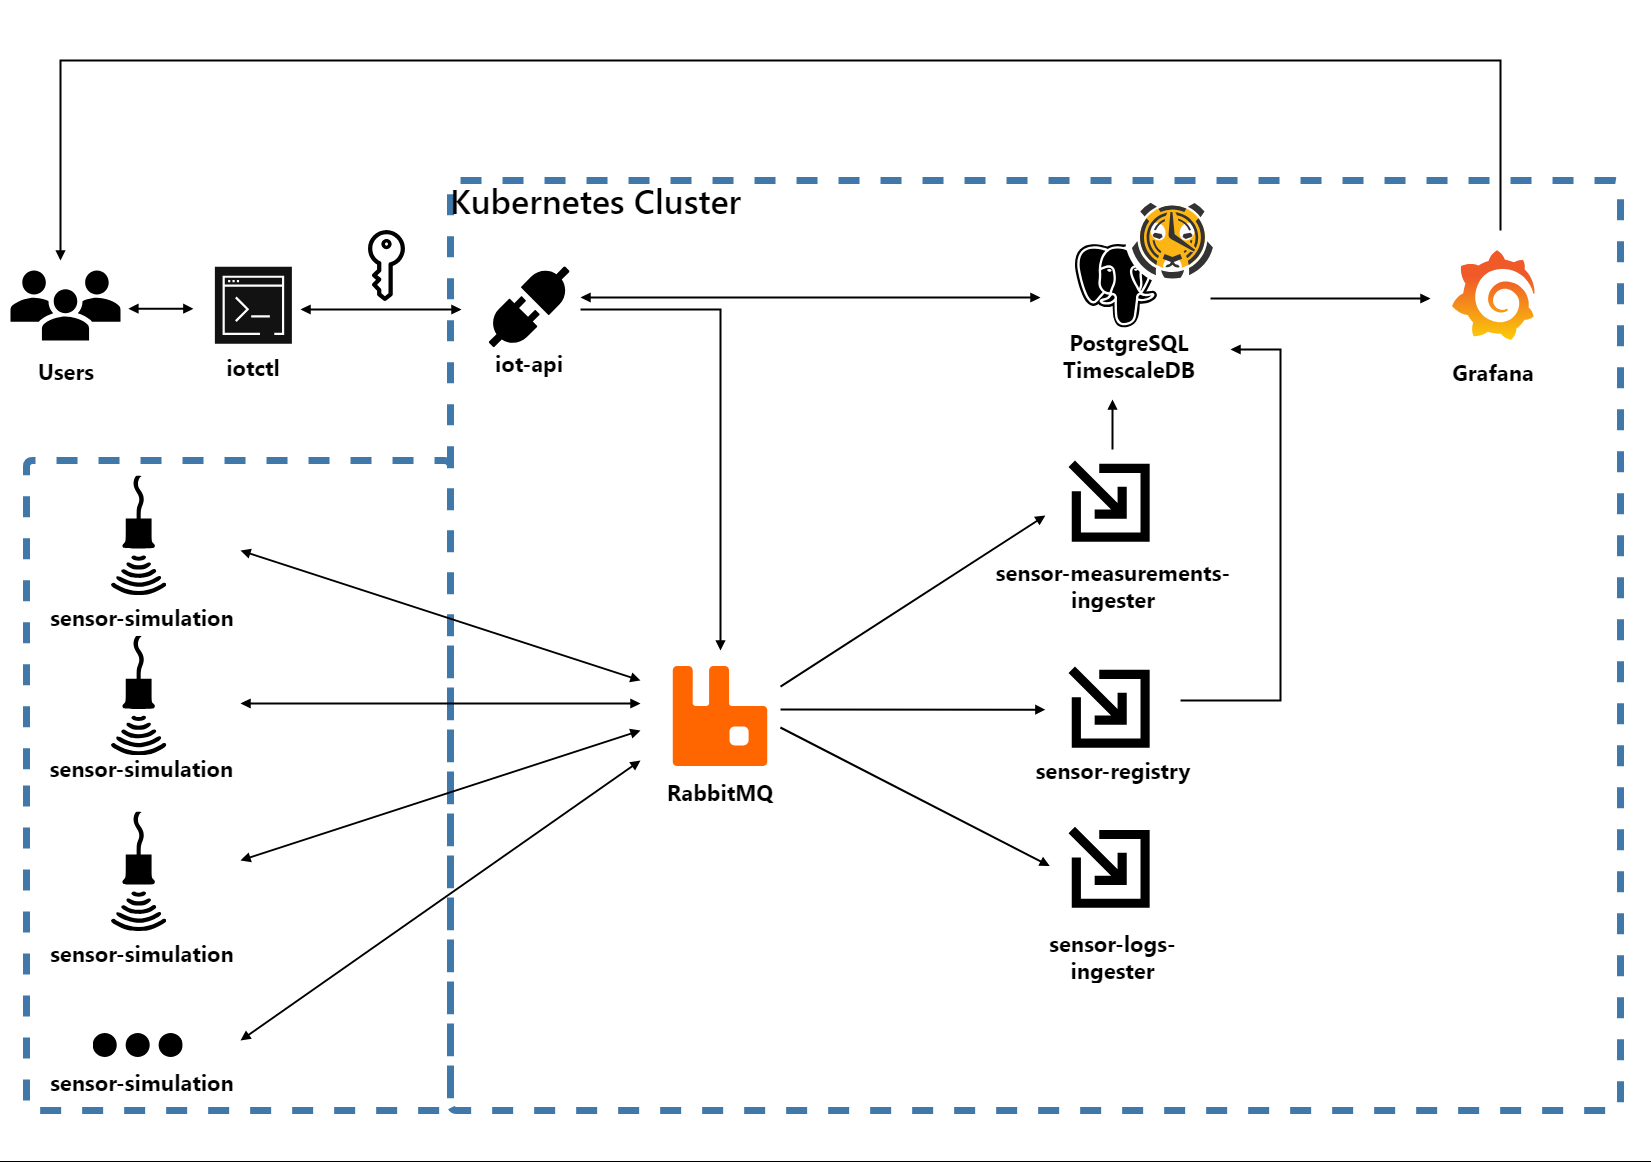 Kubernetes Cluster
Users
iotctl
iot-api
PostgreSQL
TimescaleDB
Grafana
sensor-simulation
sensor-measurements-
ingester
sensor-simulation
RabbitMQ
sensor-registry
sensor-simulation
sensor-logs-
ingester
sensor-simulation